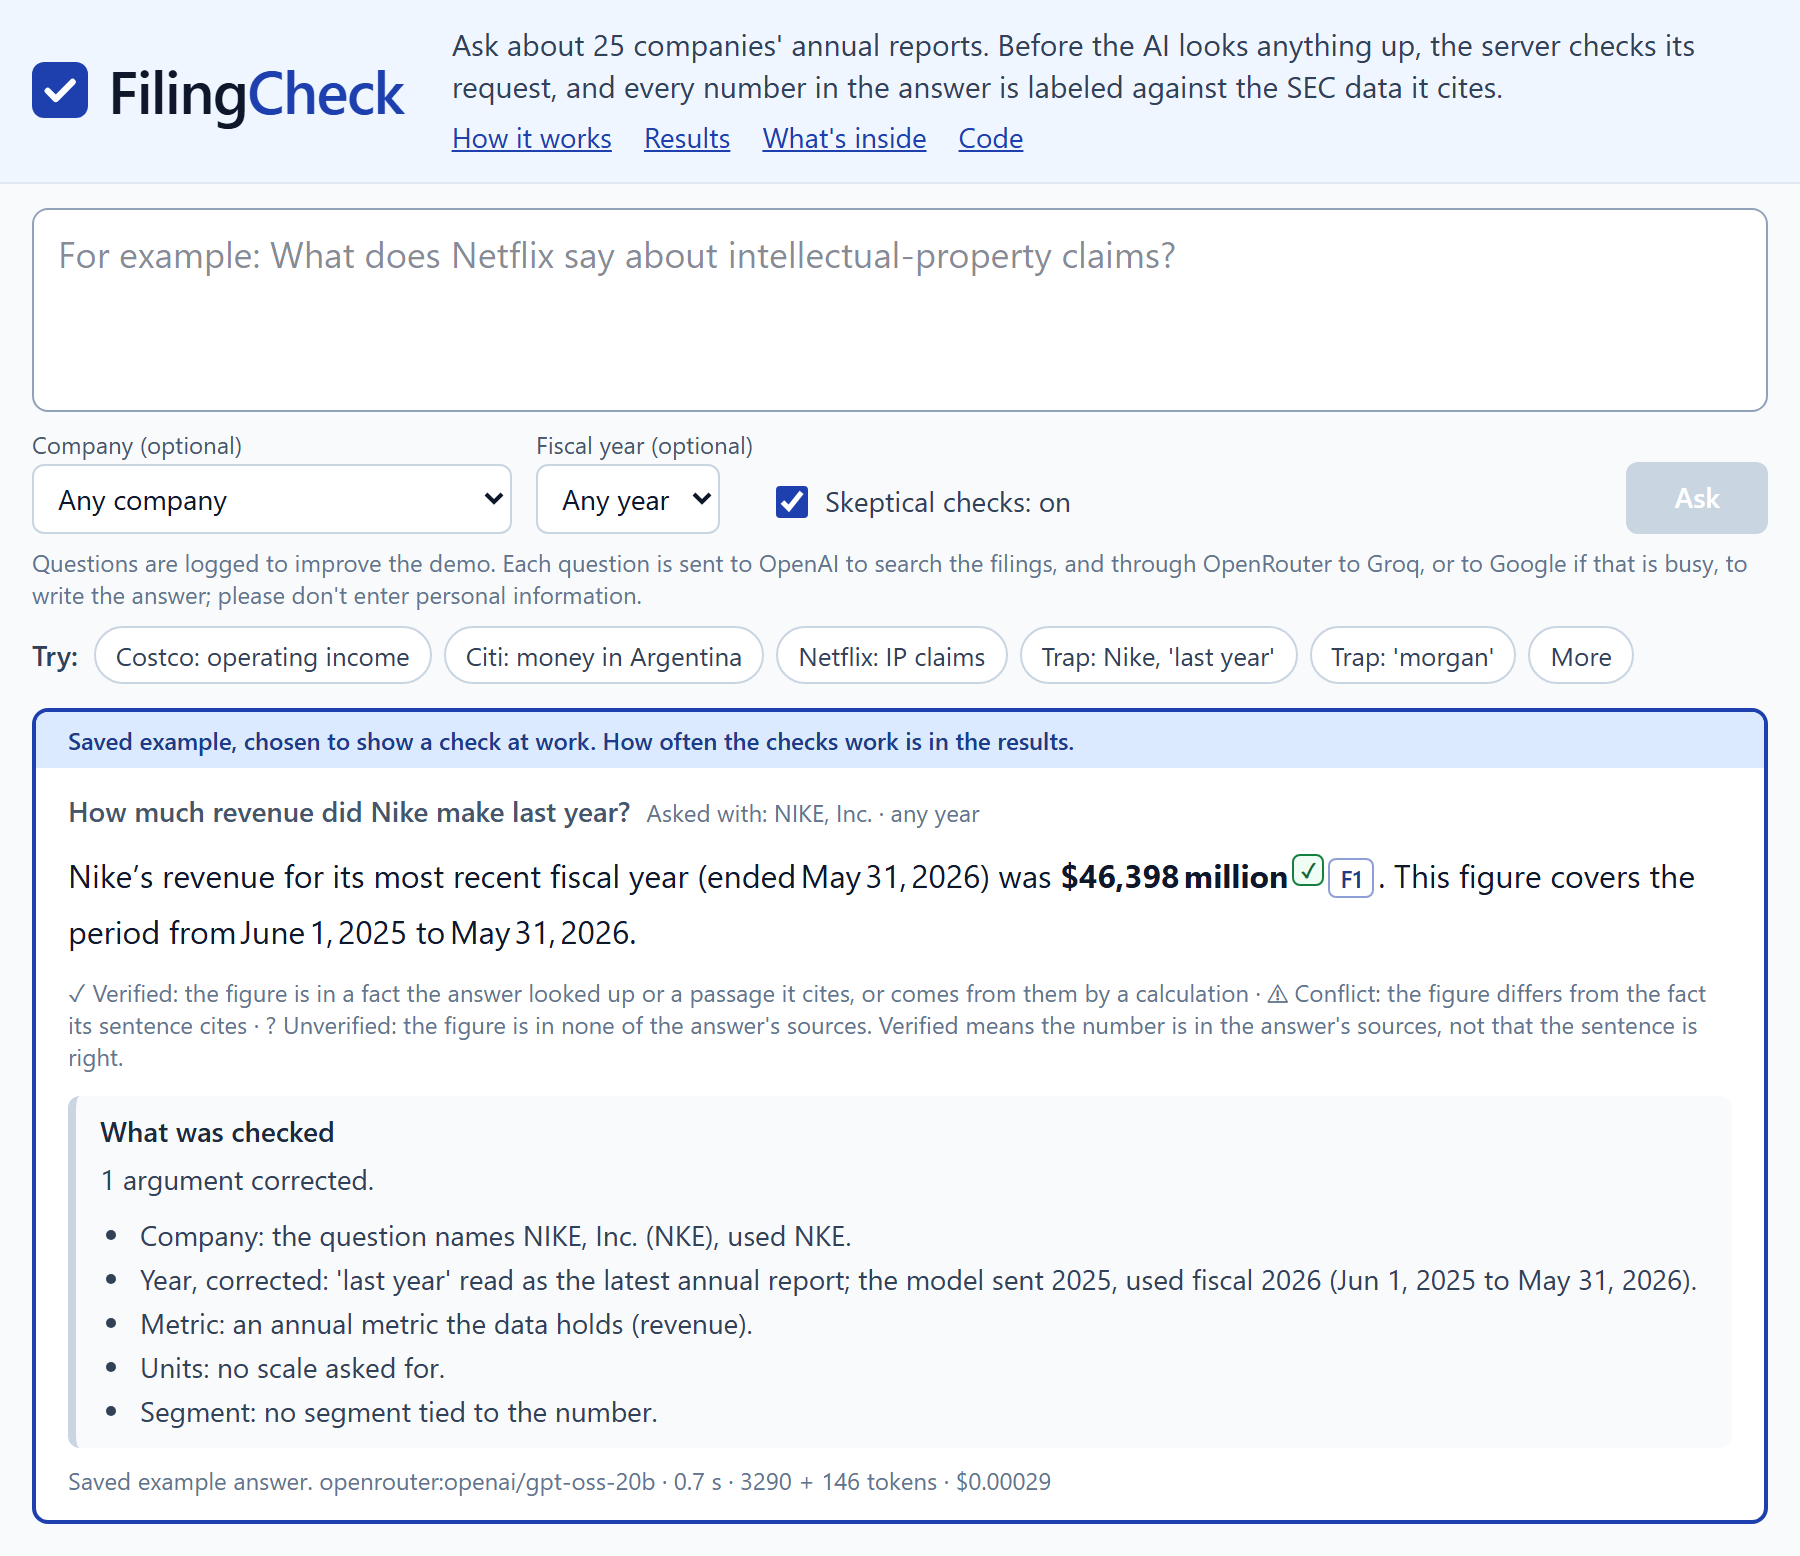 FilingCheck
Ask about 25 companies' annual reports. Before the AI looks anything up, the server checks its
request, and every number in the answer is labeled against the SEC data it cites.
How it works Results What's inside Code
For example: What does Netflix say about intellectual-property claims?
Company (optional) Fiscal year (optional)
Any company Any year Skeptical checks: on Ask
Questions are logged to improve the demo. Each question is sent to OpenAI to search the filings, and through OpenRouter to Groq, or to Google if that is busy, to
write the answer; please don't enter personal information.
Try: Costco: operating income Citi: money in Argentina Netflix: IP claims Trap: Nike, 'last year' Trap: 'morgan' More
Saved example, chosen to show a check at work. How often the checks work is in the results.
How much revenue did Nike make last year? Asked with: NIKE, Inc. · any year
Nike’s revenue for its most recent fiscal year (ended May 31, 2026) was $46,398 million ✓ F1 . This figure covers the
period from June 1, 2025 to May 31, 2026.
✓ Verified: the figure is in a fact the answer looked up or a passage it cites, or comes from them by a calculation · ⚠ Conflict: the figure differs from the fact
its sentence cites · ? Unverified: the figure is in none of the answer's sources. Verified means the number is in the answer's sources, not that the sentence is
right.
What was checked
1 argument corrected.
• Company: the question names NIKE, Inc. (NKE), used NKE.
• Year, corrected: 'last year' read as the latest annual report; the model sent 2025, used fiscal 2026 (Jun 1, 2025 to May 31, 2026).
• Metric: an annual metric the data holds (revenue).
• Units: no scale asked for.
• Segment: no segment tied to the number.
Saved example answer. openrouter:openai/gpt-oss-20b · 0.7 s · 3290 + 146 tokens · $0.00029